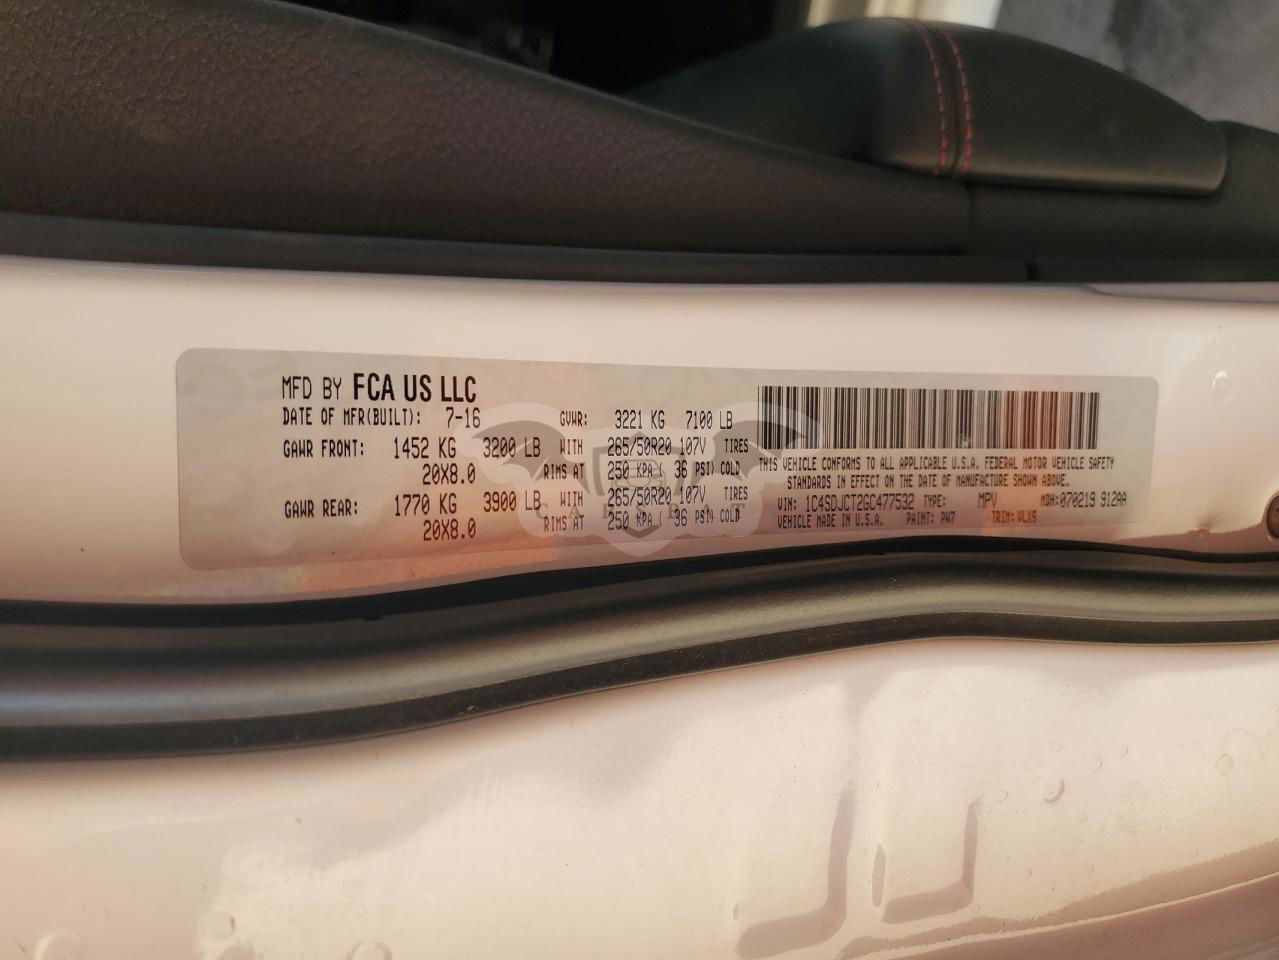 MFD BY FCA US LLC
DATE OF MFR(BUILT): 7-16 GVWR: 3221 KG 7100 LB
GAWR FRONT: 1452 KG 3200 LB WITH 265/50R20 107V TIRES
20X8.0 RIMS AT 250 KPA ( 36 PSI) COLD
GAWR REAR: 1770 KG 3900 LB WITH 265/50R20 107V TIRES
20X8.0 RIMS AT 250 KPA ( 36 PSI) COLD
THIS VEHICLE CONFORMS TO ALL APPLICABLE U.S.A. FEDERAL MOTOR VEHICLE SAFETY
STANDARDS IN EFFECT ON THE DATE OF MANUFACTURE SHOWN ABOVE.
VIN: 1C4SDJCT2GC477532 TYPE: MPV MDH: 070219 912AA
VEHICLE MADE IN U.S.A. PAINT: PW7 TRIM: VLX9